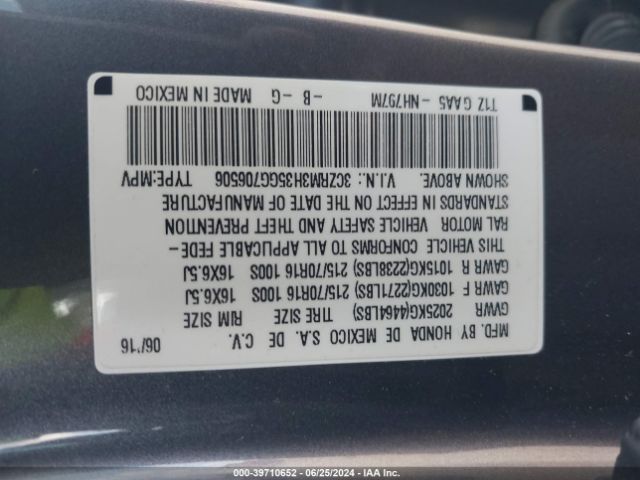 MFD. BY HONDA DE MEXICO S.A. DE C.V. 06/'16
GVWR 2025KG(4464LBS) TIRE SIZE RIM SIZE
GAWR F 1030KG(2271LBS) 215/70R16 100S 16X6.5J
GAWR R 1015KG(2238LBS) 215/70R16 100S 16X6.5J
THIS VEHICLE CONFORMS TO ALL APPLICABLE FEDE-
RAL MOTOR VEHICLE SAFETY AND THEFT PREVENTION
STANDARDS IN EFFECT ON THE DATE OF MANUFACTURE
SHOWN ABOVE. V.I.N.: 3CZRM3H35GG706506 TYPE:MPV
T1Z G AA5 -NH797M -B -G MADE IN MEXICO
000-39710652 - 06/25/2024 - IAA Inc.